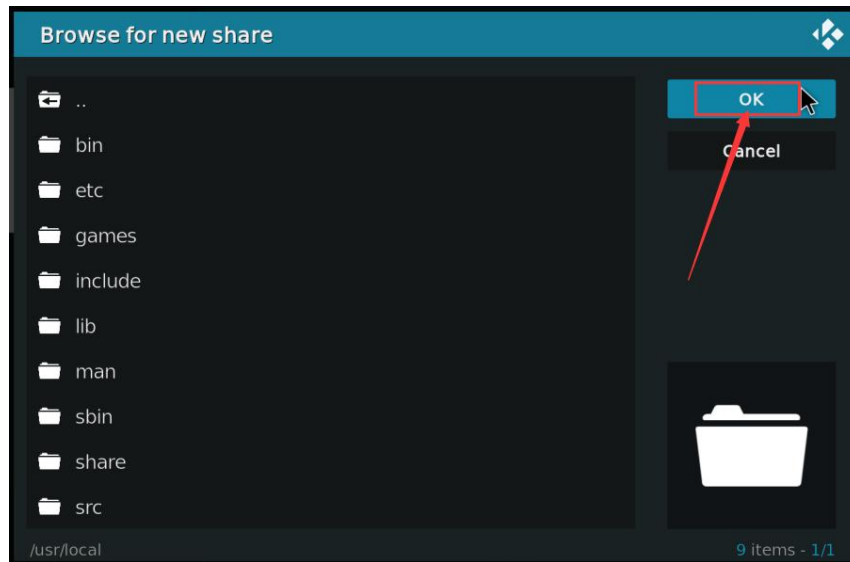 Browse for new share
..
bin
etc
games
include
lib
man
sbin
share
src
OK
Cancel
/usr/local
9 items - 1/1